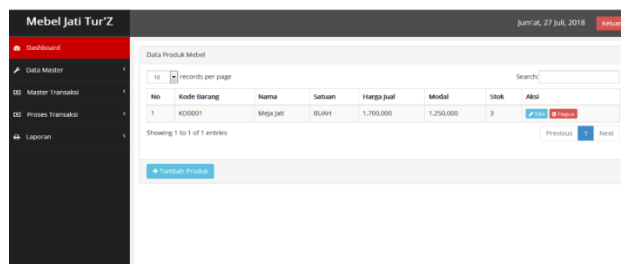 Mebel Jati Tur'Z
Jum'at, 27 Juli, 2018 Keluar
Dashboard
Data Master
Master Transaksi
Proses Transaksi
Laporan
Data Produk Mebel
10 records per page
Search:
No Kode Barang Nama Satuan Harga Jual Modal Stok Aksi
1 KD0001 Meja Jati BUAH 1.700.000 1.250.000 3 Edit Hapus
Showing 1 to 1 of 1 entries
Previous 1 Next
+Tambah Produk